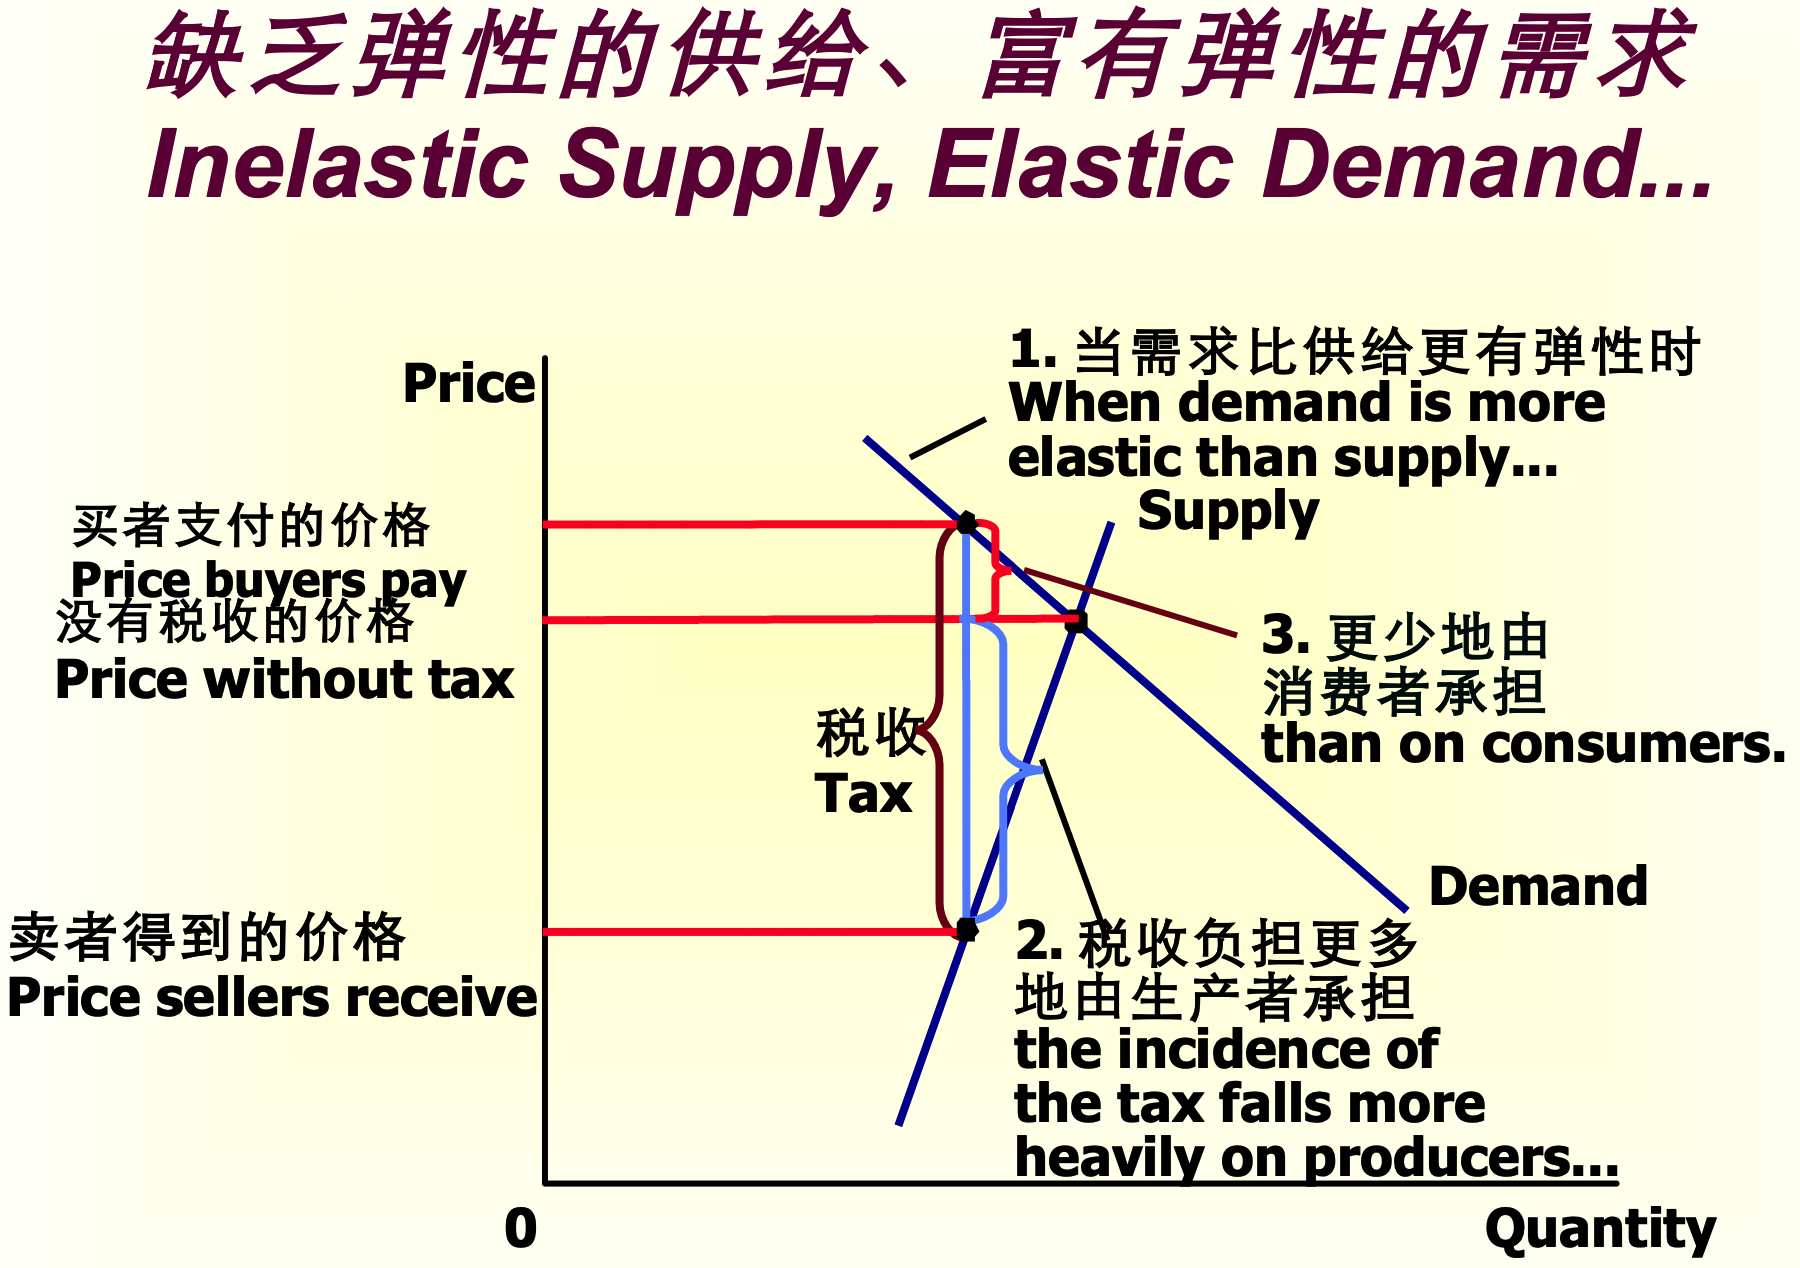 缺乏弹性的供给、富有弹性的需求
Inelastic Supply, Elastic Demand...
Price
1. 当需求比供给更有弹性时
When demand is more
elastic than supply...
Supply
买者支付的价格
Price buyers pay
没有税收的价格
Price without tax
3. 更少地由
消费者承担
than on consumers.
税收
Tax
Demand
卖者得到的价格
Price sellers receive
2. 税收负担更多
地由生产者承担
the incidence of
the tax falls more
heavily on producers...
0
Quantity